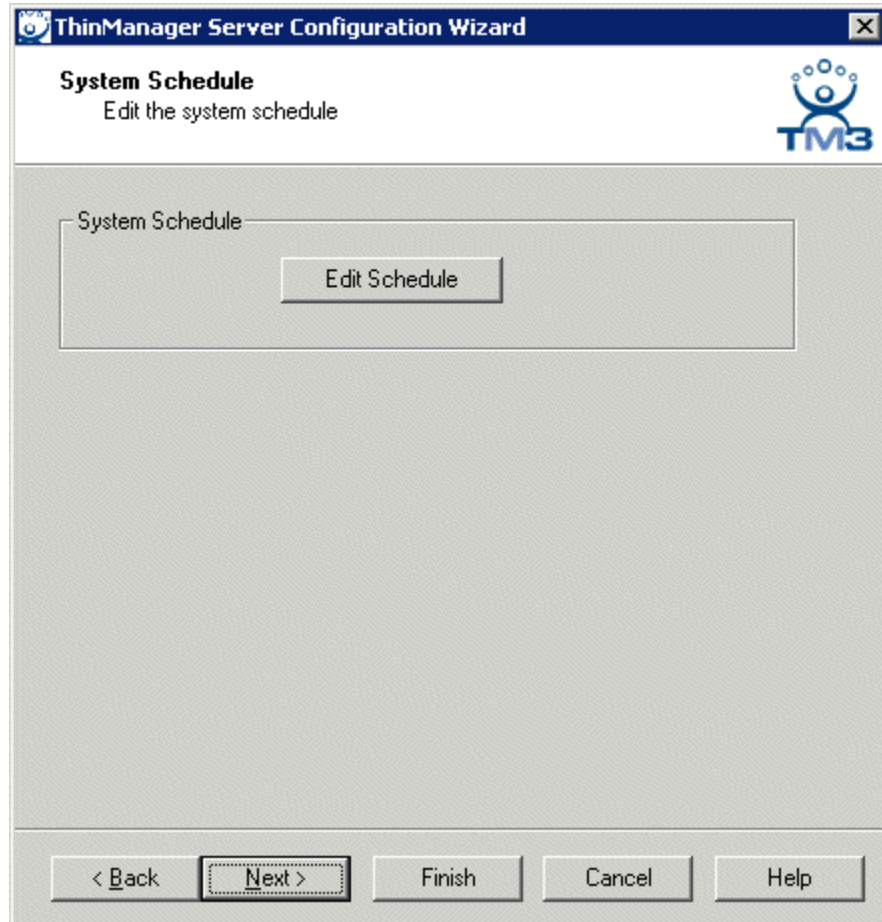 ThinManager Server Configuration Wizard
System Schedule
Edit the system schedule
TM3
System Schedule
Edit Schedule
< Back
Next >
Finish
Cancel
Help